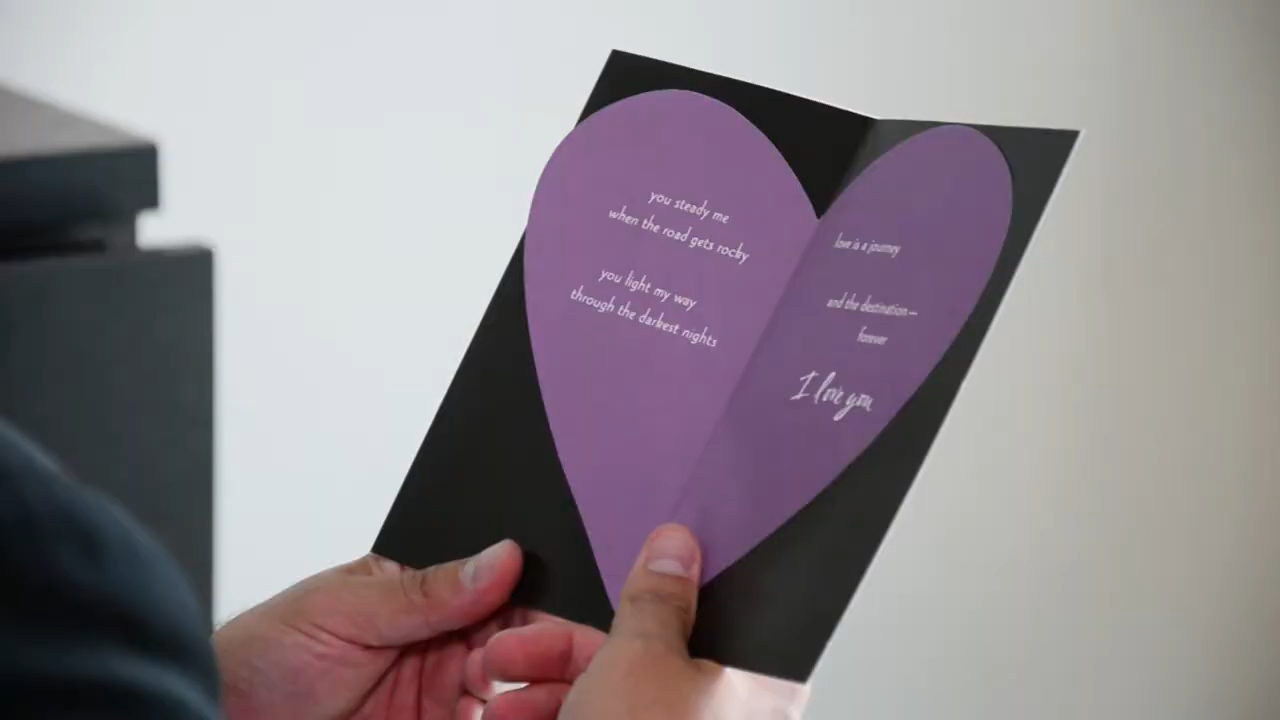 you steady me
when the road gets rocky
you light my way
through the darkest nights
love is a journey
and the destination—
forever
I love you